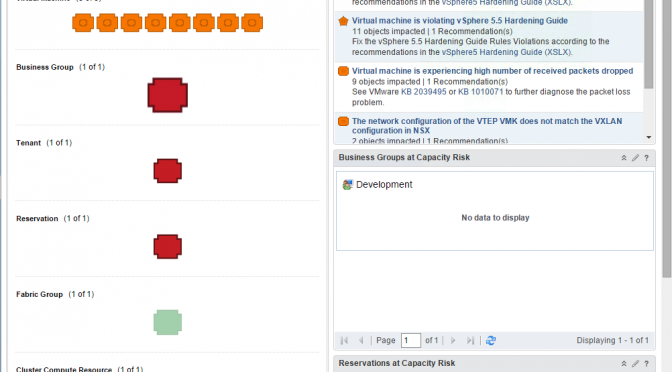 Business Group (1 of 1)
Tenant (1 of 1)
Reservation (1 of 1)
Fabric Group (1 of 1)
Cluster Compute Resource (1 of 1)
recommendations in the vSphere5 Hardening Guide (XSLX).
Virtual machine is violating vSphere 5.5 Hardening Guide
11 objects impacted | 1 Recommendation(s)
Fix the vSphere 5.5 Hardening Guide Rules Violations according to the
recommendations in the vSphere5 Hardening Guide (XSLX).
Virtual machine is experiencing high number of received packets dropped
9 objects impacted | 1 Recommendation(s)
See VMware KB 2039495 or KB 1010071 to further diagnose the packet loss
problem.
The network configuration of the VTEP VMK does not match the VXLAN
configuration in NSX
2 objects impacted | 1 Recommendation(s)
Business Groups at Capacity Risk
Development
No data to display
Page 1 of 1
Displaying 1 - 1 of 1
Reservations at Capacity Risk